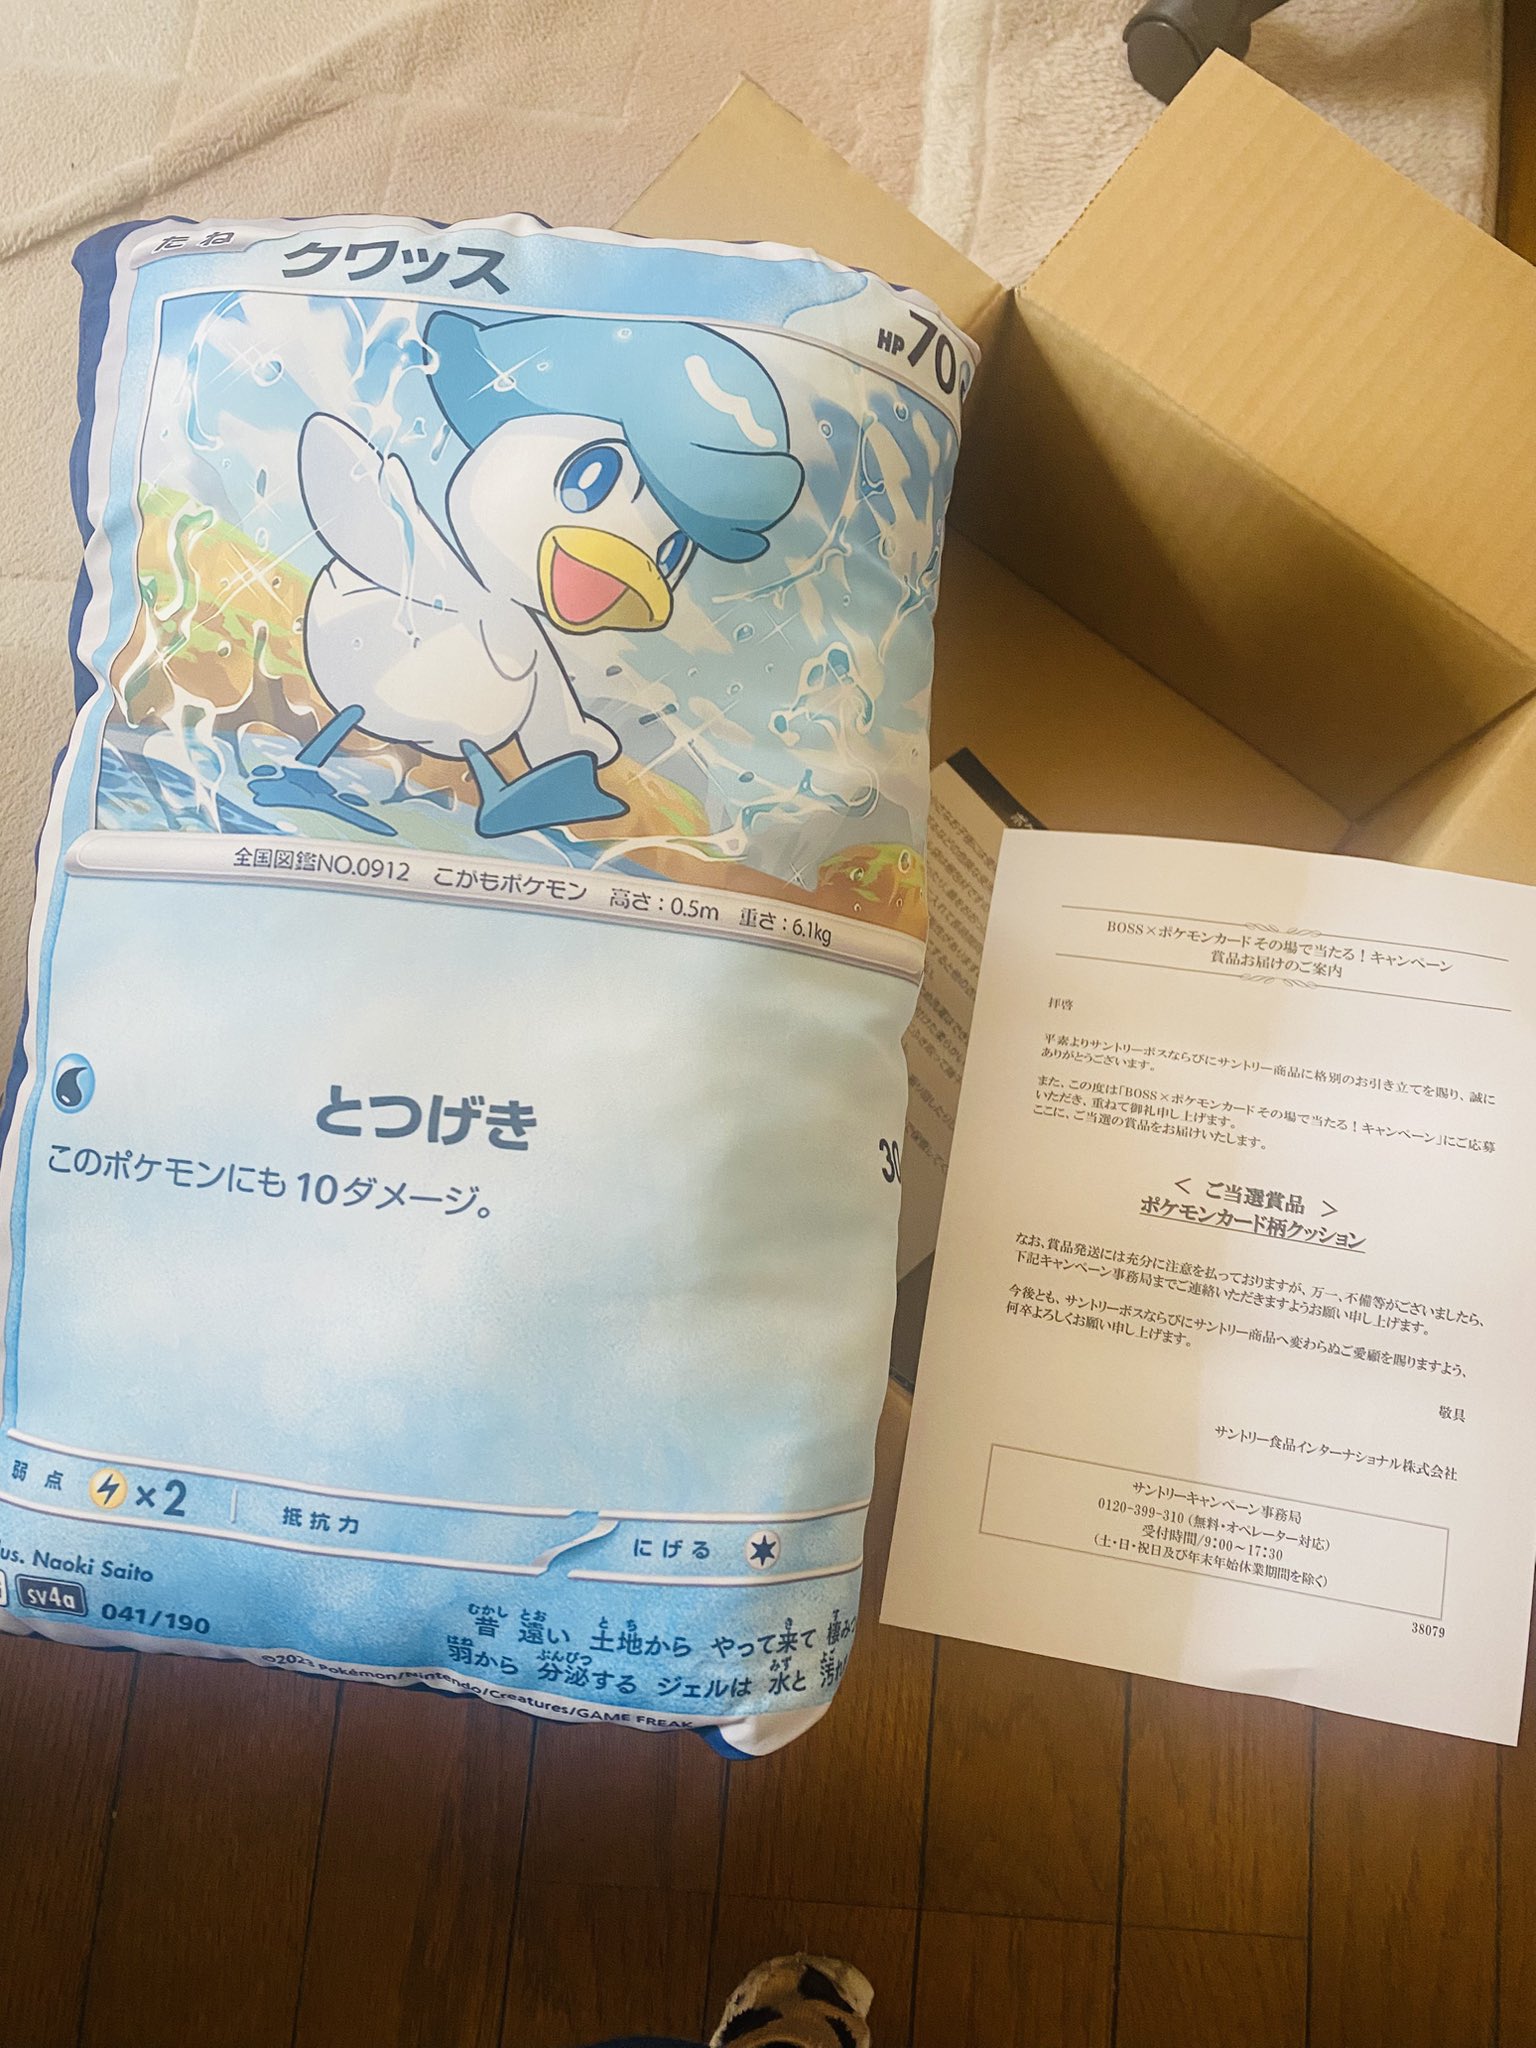 たね
クワッス
HP70
全国図鑑NO.0912 こがもポケモン 高さ:0.5m 重さ:6.1kg
とつげき
30
このポケモンにも10ダメージ。
弱点
×2
抵抗力
にげる
us. Naoki Saito
sv4a
041/190
昔 遠い 土地から やって来て 棲み
羽から 分泌する ジェルは 水と 汚
©2023 Pokémon/Nintendo/Creatures/GAME FREAK
BOSS×ポケモンカード その場で当たる!キャンペーン
賞品お届けのご案内
拝啓
平素よりサントリーボスならびにサントリー商品に格別のお引き立てを賜り、誠に
ありがとうございます。
また、この度は「BOSS×ポケモンカード その場で当たる!キャンペーン」にご応募
いただき、重ねて御礼申し上げます。
ここに、ご当選の賞品をお届けいたします。
< ご当選賞品 >
ポケモンカード柄クッション
なお、賞品発送には充分に注意を払っておりますが、万一、不備等がございましたら、
下記キャンペーン事務局までご連絡いただきますようお願い申し上げます。
今後とも、サントリーボスならびにサントリー商品へ変わらぬご愛顧を賜りますよう、
何卒よろしくお願い申し上げます。
敬具
サントリー食品インターナショナル株式会社
サントリーキャンペーン事務局
0120-399-310 (無料・オペレーター対応)
受付時間/9:00~17:30
(土・日・祝日及び年末年始休業期間を除く)
38079